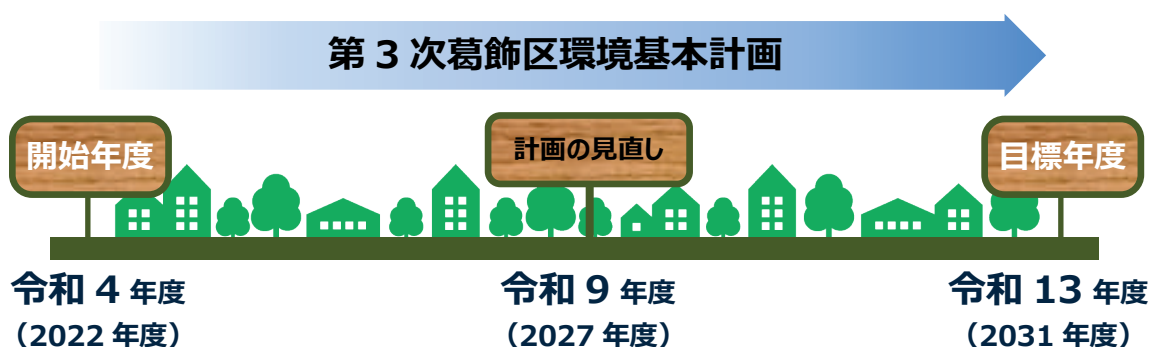 第3次葛飾区環境基本計画
開始年度
計画の見直し
目標年度
令和4年度
(2022年度)
令和9年度
(2027年度)
令和13年度
(2031年度)